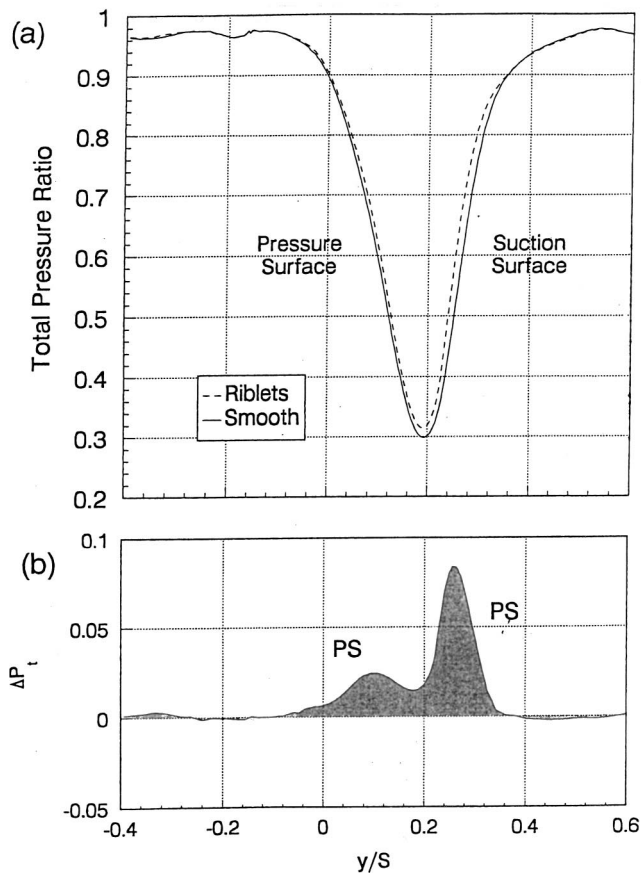 (a)
1
0.9
0.8
0.7
0.6
0.5
0.4
0.3
0.2
Total Pressure Ratio
Pressure
Surface
Suction
Surface
Riblets
Smooth
(b)
0.1
0.05
0
-0.05
ΔPt
PS
PS
-0.4
-0.2
0
0.2
0.4
0.6
y/S